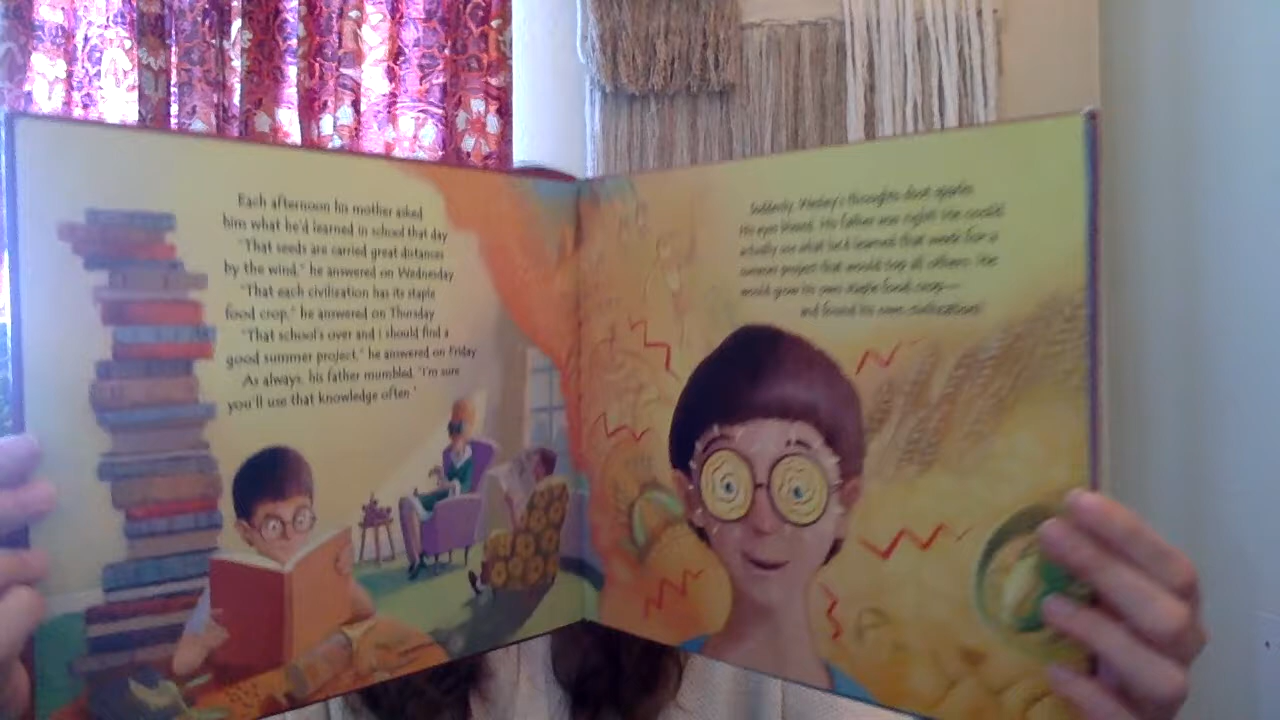 Each afternoon his mother asked
him what he'd learned in school that day
"That seeds are carried great distances
by the wind," he answered on Wednesday
"That each civilization has its staple
food crop," he answered on Thursday
"That school's over and I should find a
good summer project," he answered on Friday
As always, his father mumbled, "I'm sure
you'll use that knowledge often."
Suddenly, Wesley's thoughts shot sparks.
His eyes blazed. His father was right! He could
actually use what he'd learned that week for a
summer project that would top all others. He
would grow his own staple food crop—
and found his own civilization!